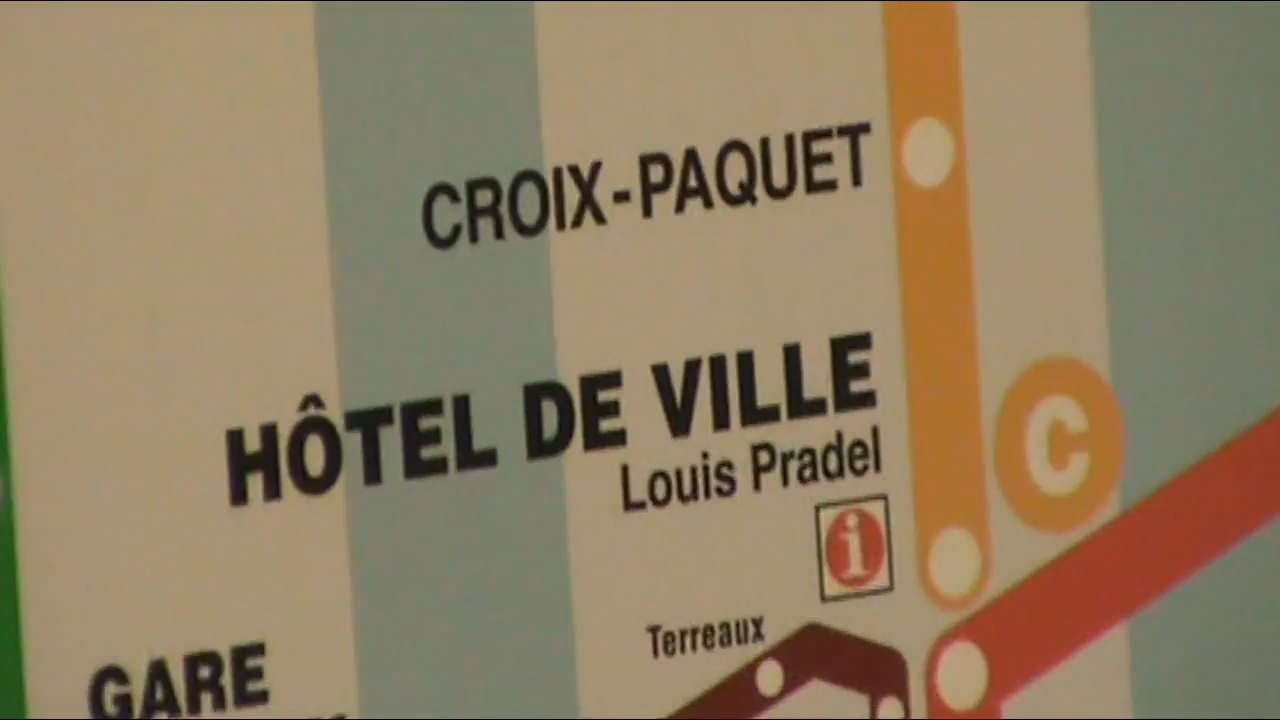 CROIX-PAQUET
HÔTEL DE VILLE
Louis Pradel
C
i
Terreaux
GARE